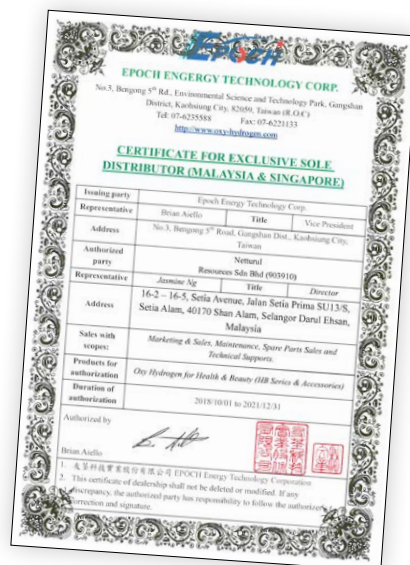 EPOCH
EPOCH ENGERGY TECHNOLOGY CORP.
No.3, Bengong 5th Rd., Environmental Science and Technology Park, Gangshan
District, Kaohsiung City, 82059, Taiwan (R.O.C)
Tel: 07-6235588 Fax: 07-6221133
http://www.oxy-hydrogen.com
CERTIFICATE FOR EXCLUSIVE SOLE
DISTRIBUTOR (MALAYSIA & SINGAPORE)
Issuing party Epoch Energy Technology Corp.
Representative Brian Aiello Title Vice President
Address No.3, Bengong 5th Road, Gangshan Dist., Kaohsiung City,
Taiwan
Authorized party Netturul
Resources Sdn Bhd (903910)
Representative Jasmine Ng Title Director
Address 16-2 – 16-5, Setia Avenue, Jalan Setia Prima SU13/S,
Setia Alam, 40170 Shan Alam, Selangor Darul Ehsan,
Malaysia
Sales with scopes: Marketing & Sales, Maintenance, Spare Parts Sales and
Technical Supports.
Products for authorization Oxy Hydrogen for Health & Beauty (HB Series & Accessories)
Duration of authorization 2018/10/01 to 2021/12/31
Authorized by
Brian Aiello
1. 友荃科技實業股份有限公司 EPOCH Energy Technology Corporation
2. This certificate of dealership shall not be deleted or modified. If any
discrepancy, the authorized party has responsibility to follow the authorizer
correction and signature.